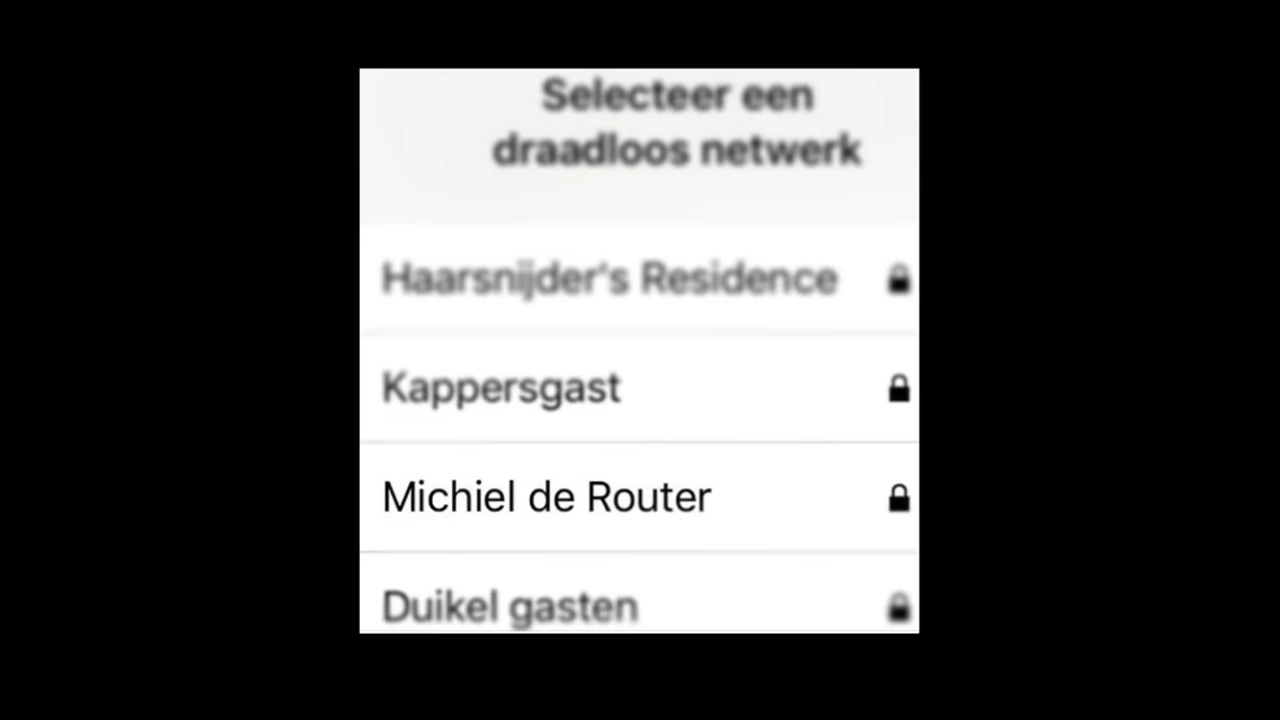 Selecteer een
draadloos netwerk
Haarsnijder's Residence
Kappersgast
Michiel de Router
Duikel gasten